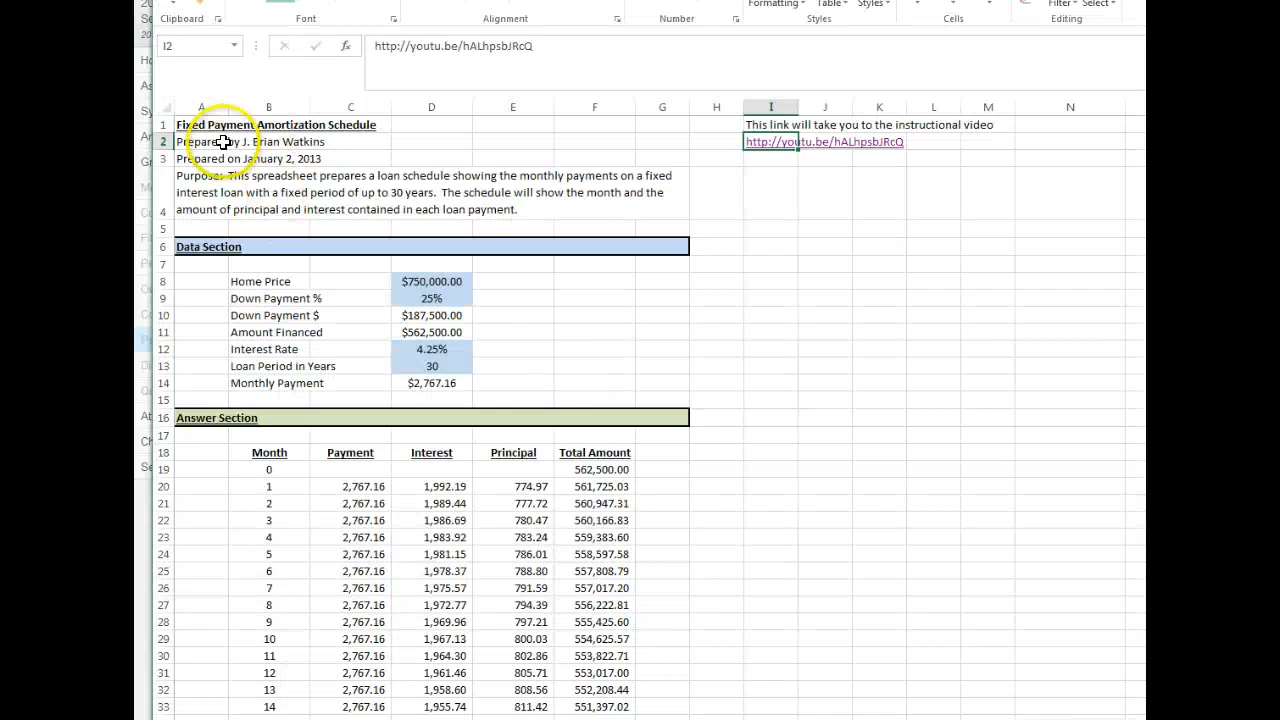 Formatting Table Styles Filter Select
Clipboard Font Alignment Number Styles Cells Editing
I2 fx http://youtu.be/hALhpsbJRcQ
A B C D E F G H I J K L M N
1 Fixed Payment Amortization Schedule This link will take you to the instructional video
2 Prepared by J. Brian Watkins http://youtu.be/hALhpsbJRcQ
3 Prepared on January 2, 2013
Purpose: This spreadsheet prepares a loan schedule showing the monthly payments on a fixed
interest loan with a fixed period of up to 30 years. The schedule will show the month and the
4 amount of principal and interest contained in each loan payment.
5
6 Data Section
7
8 Home Price $750,000.00
9 Down Payment % 25%
10 Down Payment $ $187,500.00
11 Amount Financed $562,500.00
12 Interest Rate 4.25%
13 Loan Period in Years 30
14 Monthly Payment $2,767.16
15
16 Answer Section
17
18 Month Payment Interest Principal Total Amount
19 0 562,500.00
20 1 2,767.16 1,992.19 774.97 561,725.03
21 2 2,767.16 1,989.44 777.72 560,947.31
22 3 2,767.16 1,986.69 780.47 560,166.83
23 4 2,767.16 1,983.92 783.24 559,383.60
24 5 2,767.16 1,981.15 786.01 558,597.58
25 6 2,767.16 1,978.37 788.80 557,808.79
26 7 2,767.16 1,975.57 791.59 557,017.20
27 8 2,767.16 1,972.77 794.39 556,222.81
28 9 2,767.16 1,969.96 797.21 555,425.60
29 10 2,767.16 1,967.13 800.03 554,625.57
30 11 2,767.16 1,964.30 802.86 553,822.71
31 12 2,767.16 1,961.46 805.71 553,017.00
32 13 2,767.16 1,958.60 808.56 552,208.44
33 14 2,767.16 1,955.74 811.42 551,397.02